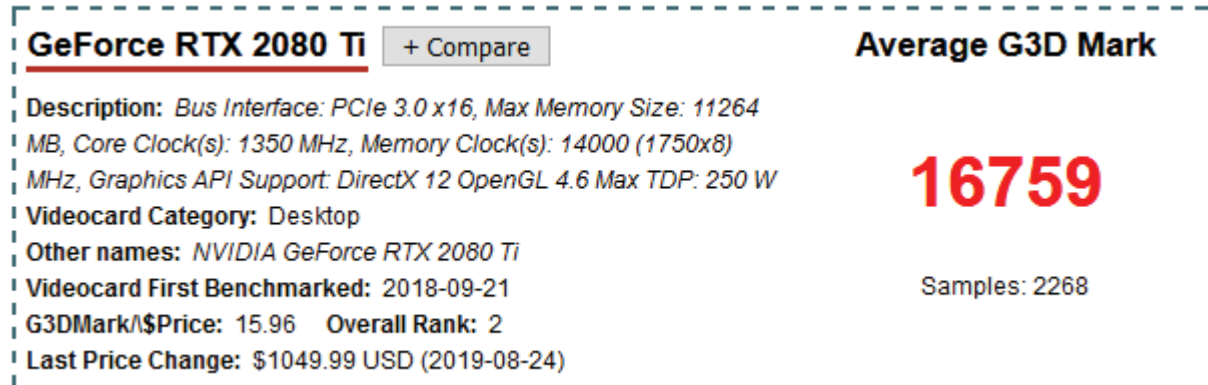 GeForce RTX 2080 Ti + Compare
Average G3D Mark
Description: Bus Interface: PCIe 3.0 x16, Max Memory Size: 11264
MB, Core Clock(s): 1350 MHz, Memory Clock(s): 14000 (1750x8)
MHz, Graphics API Support: DirectX 12 OpenGL 4.6 Max TDP: 250 W
Videocard Category: Desktop
Other names: NVIDIA GeForce RTX 2080 Ti
Videocard First Benchmarked: 2018-09-21
G3DMark/\$Price: 15.96 Overall Rank: 2
Last Price Change: $1049.99 USD (2019-08-24)
16759
Samples: 2268